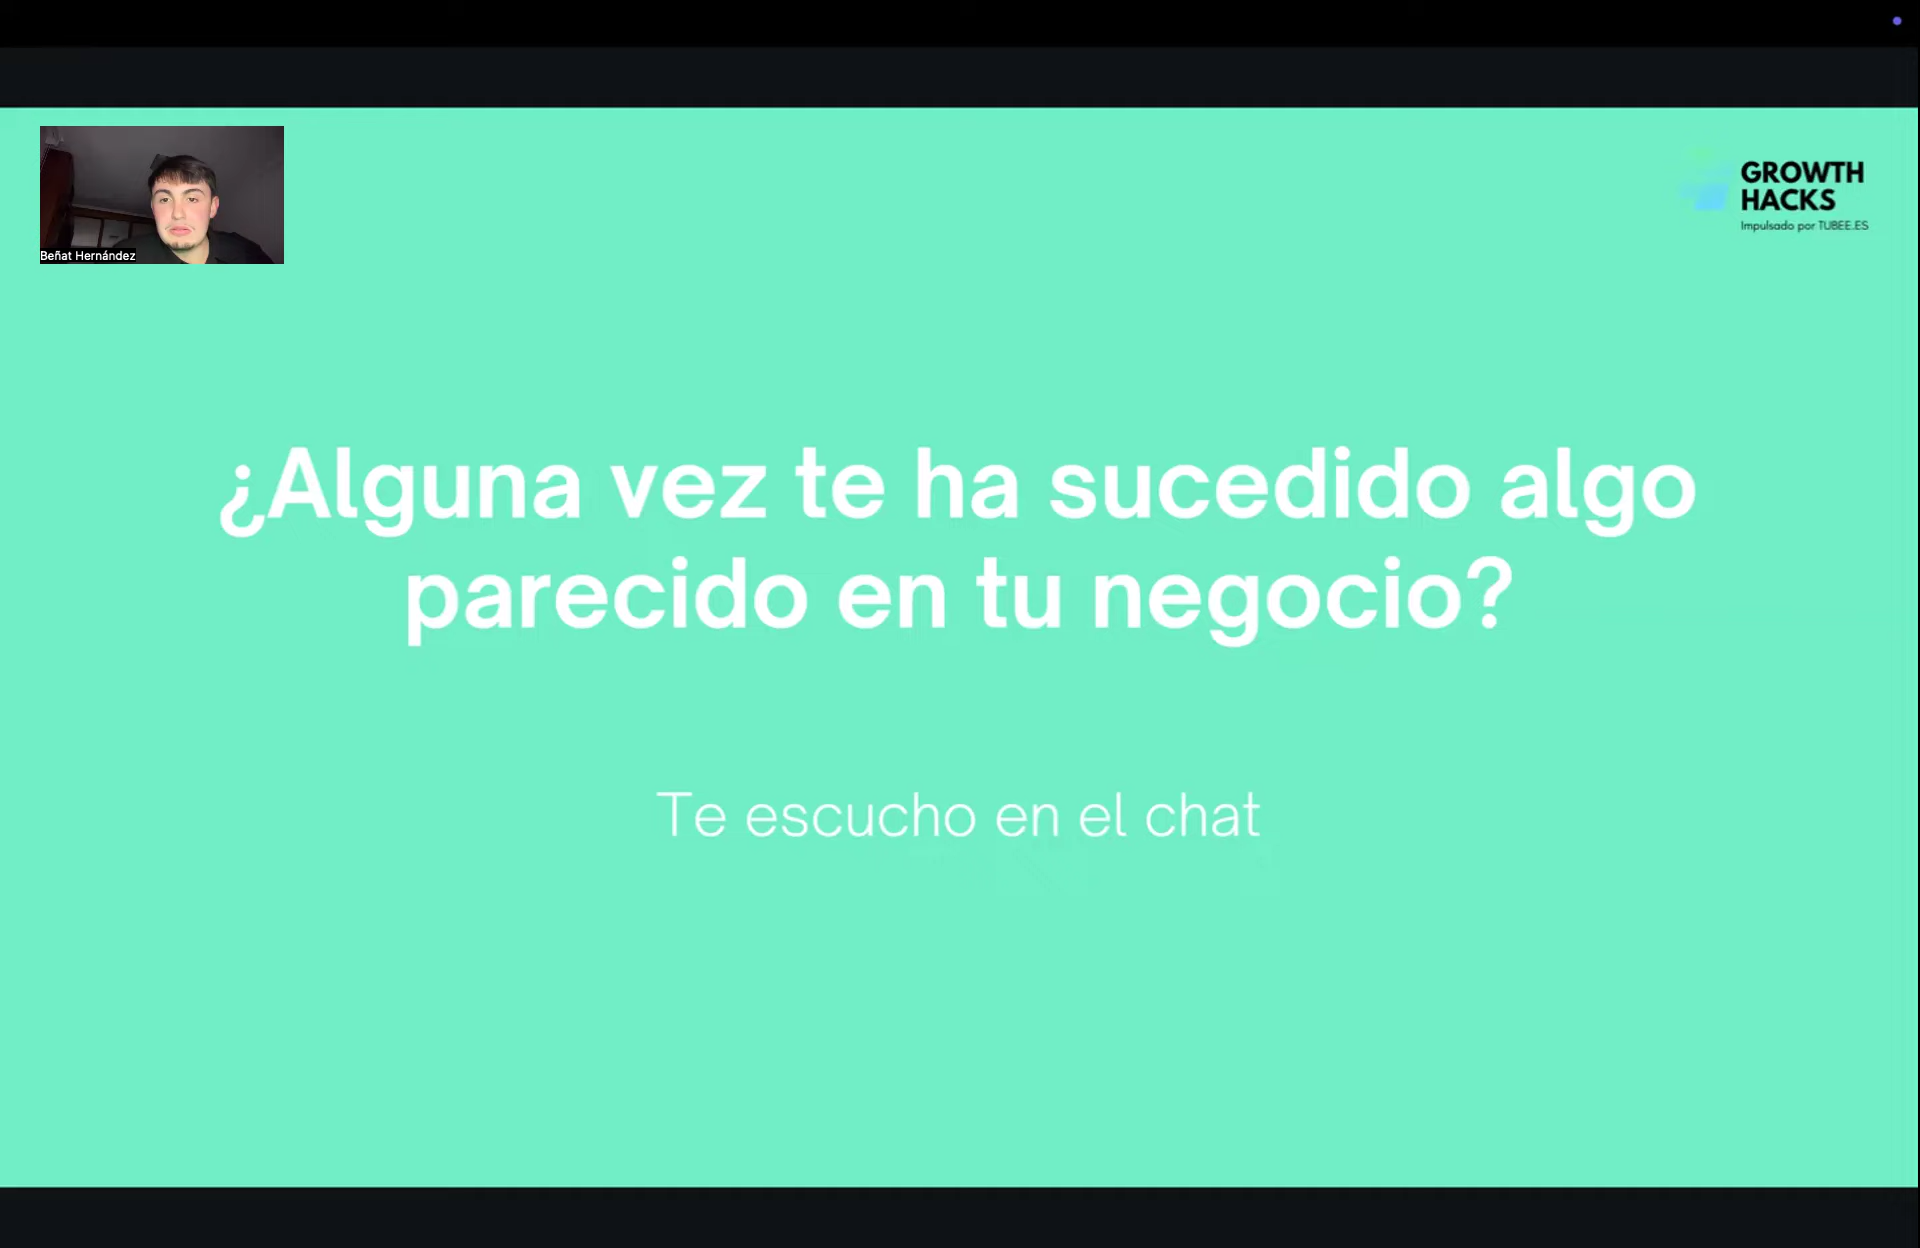 Beñat Hernández
GROWTH
HACKS
Impulsado por TUBEE.ES
¿Alguna vez te ha sucedido algo
parecido en tu negocio?
Te escucho en el chat